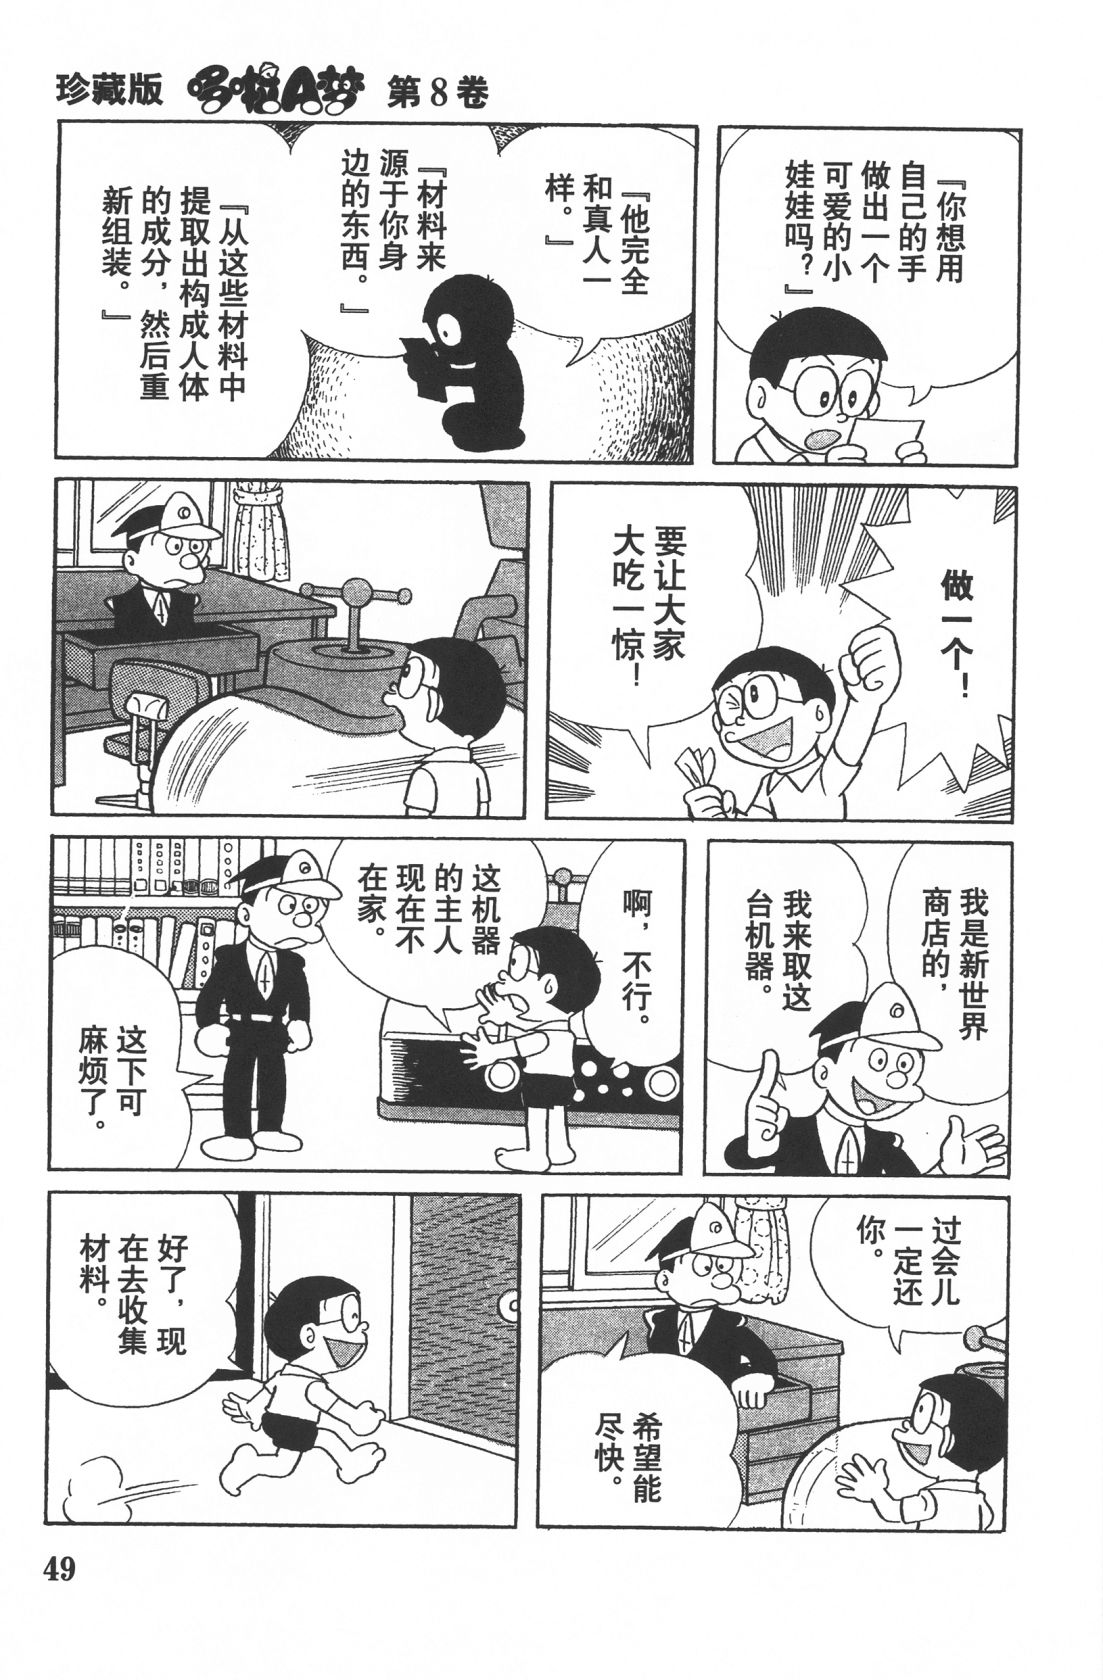 珍藏版 哆啦A梦 第8卷
『你想用
自己的手
做出一个
可爱的小
娃娃吗?』
『他完全
和真人一
样。』
『材料来
源于你身
边的东西。』
『从这些材料中
提取出构成人体
的成分,然后重
新组装。』
做一个!
要让大家
大吃一惊!
我是新世界
商店的,
我来取这
台机器。
啊,不行。
这机器
的主人
现在不
在家。
这下可
麻烦了。
过会儿
一定还
你。
希望能
尽快。
好了,现
在去收集
材料。
49